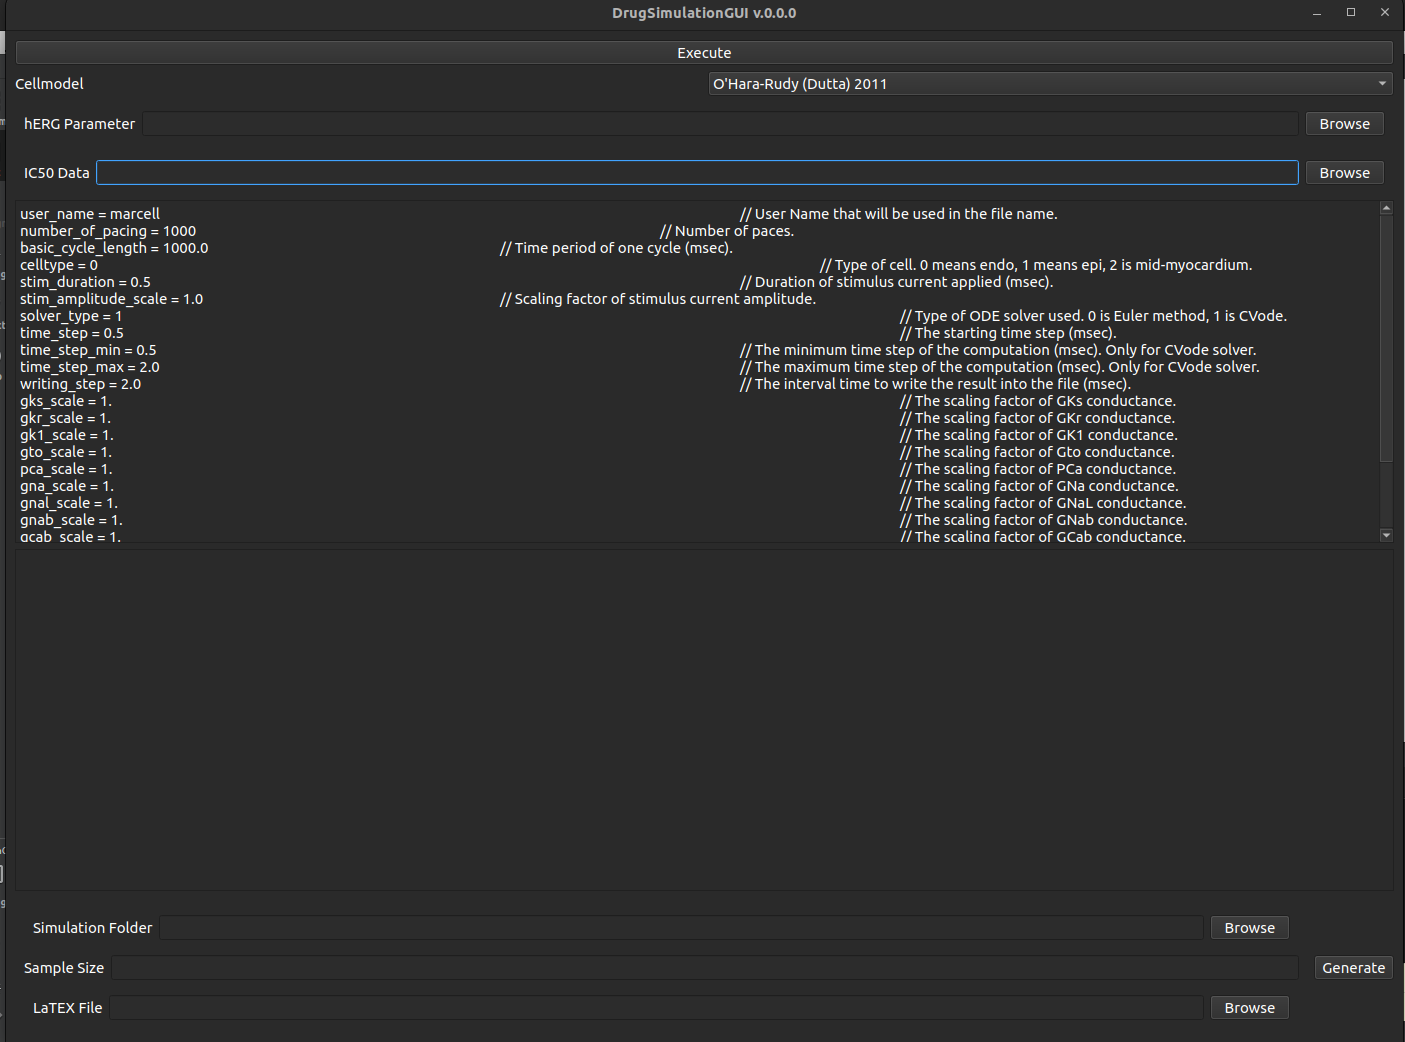 DrugSimulationGUI v.0.0.0
Execute
Cellmodel O'Hara-Rudy (Dutta) 2011
hERG Parameter Browse
IC50 Data Browse
user_name = marcell // User Name that will be used in the file name.
number_of_pacing = 1000 // Number of paces.
basic_cycle_length = 1000.0 // Time period of one cycle (msec).
celltype = 0 // Type of cell. 0 means endo, 1 means epi, 2 is mid-myocardium.
stim_duration = 0.5 // Duration of stimulus current applied (msec).
stim_amplitude_scale = 1.0 // Scaling factor of stimulus current amplitude.
solver_type = 1 // Type of ODE solver used. 0 is Euler method, 1 is CVode.
time_step = 0.5 // The starting time step (msec).
time_step_min = 0.5 // The minimum time step of the computation (msec). Only for CVode solver.
time_step_max = 2.0 // The maximum time step of the computation (msec). Only for CVode solver.
writing_step = 2.0 // The interval time to write the result into the file (msec).
gks_scale = 1. // The scaling factor of GKs conductance.
gkr_scale = 1. // The scaling factor of GKr conductance.
gk1_scale = 1. // The scaling factor of GK1 conductance.
gto_scale = 1. // The scaling factor of Gto conductance.
pca_scale = 1. // The scaling factor of PCa conductance.
gna_scale = 1. // The scaling factor of GNa conductance.
gnal_scale = 1. // The scaling factor of GNaL conductance.
gnab_scale = 1. // The scaling factor of GNab conductance.
gcab_scale = 1. // The scaling factor of GCab conductance.
Simulation Folder Browse
Sample Size Generate
LaTEX File Browse